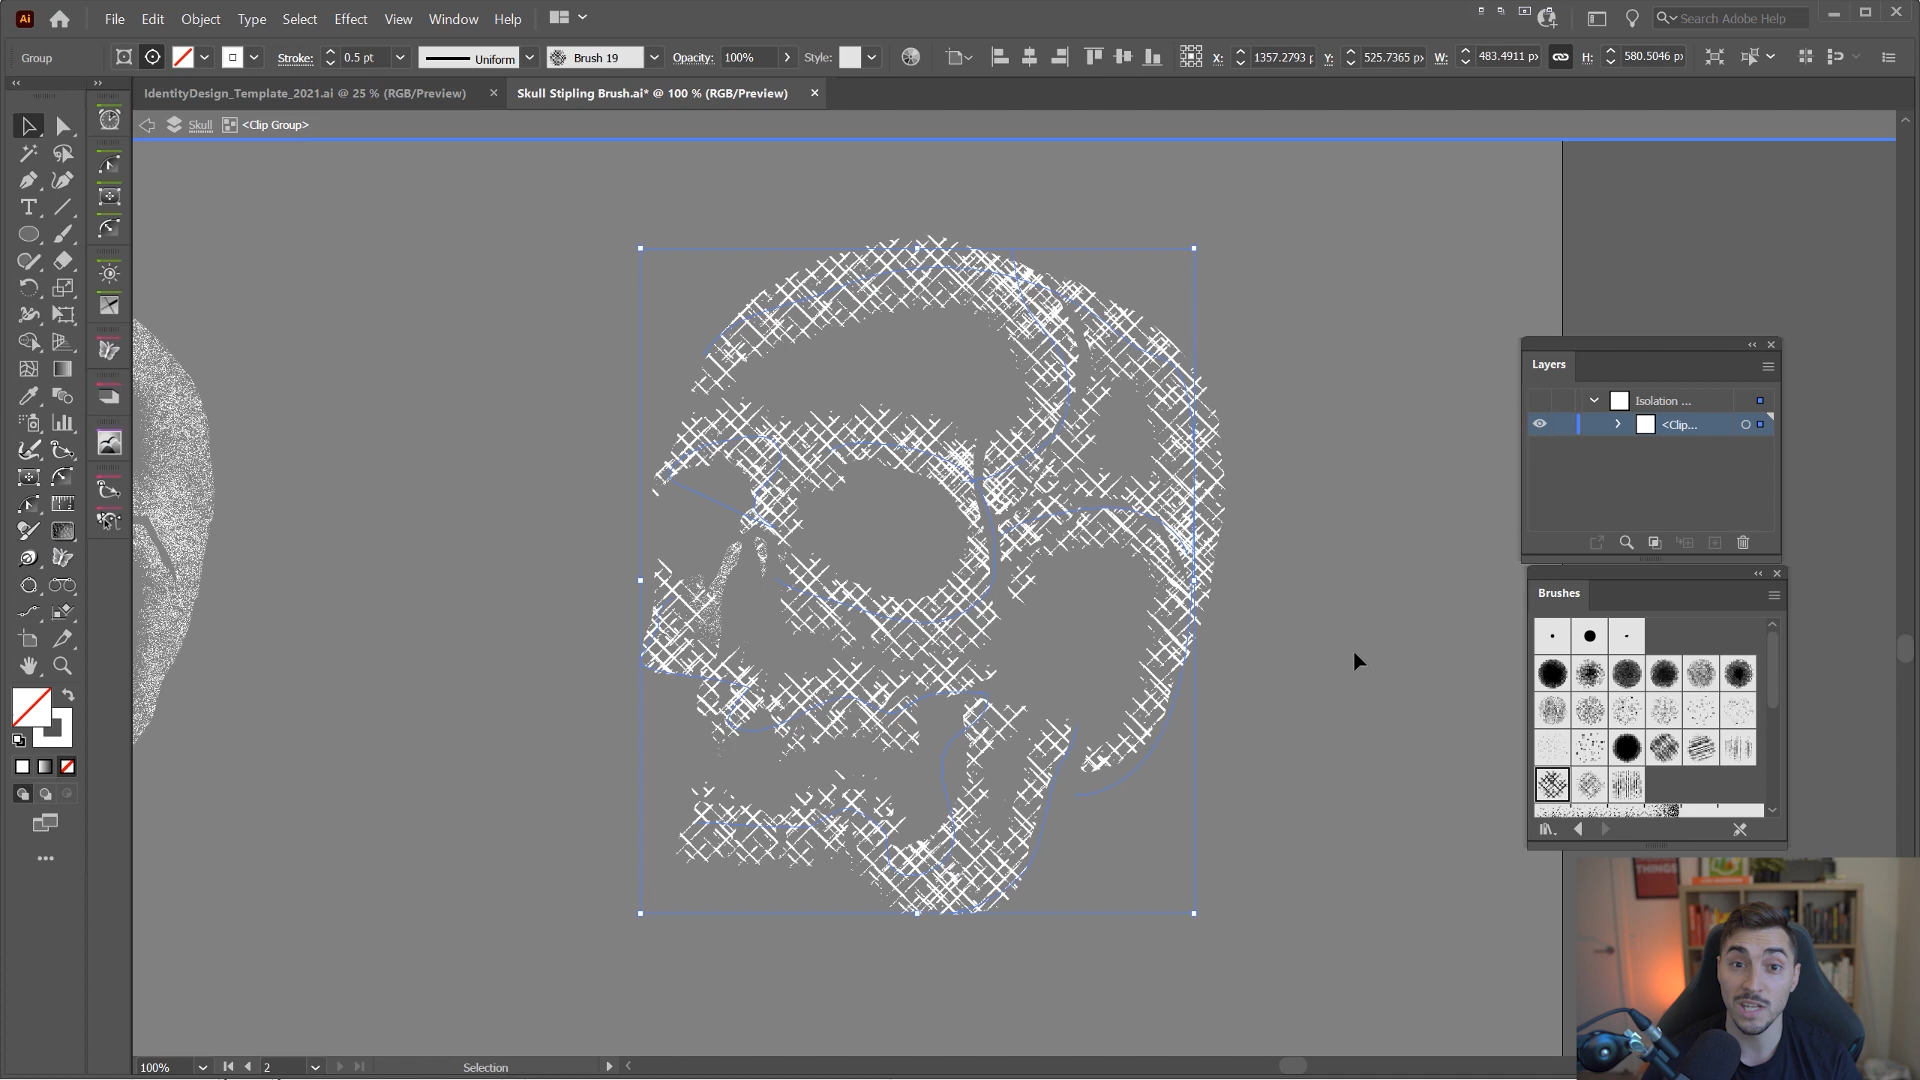 Ai File Edit Object Type Select Effect View Window Help Search Adobe Help
Group Stroke: 0.5 pt Uniform Brush 19 Opacity: 100% Style: X: 1357.2793 p Y: 525.7365 px W: 483.4911 px H: 580.5046 px
IdentityDesign_Template_2021.ai @ 25 % (RGB/Preview) Skull Stipling Brush.ai* @ 100 % (RGB/Preview)
Skull <Clip Group>
Layers
Isolation ...
<Clip...
Brushes
THINGS
100% 2 Selection